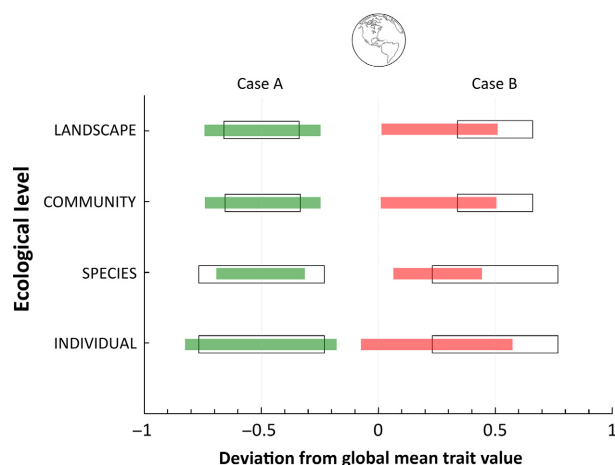 Case A
Case B
LANDSCAPE
COMMUNITY
SPECIES
INDIVIDUAL
Ecological level
−1
−0.5
0
0.5
1
Deviation from global mean trait value